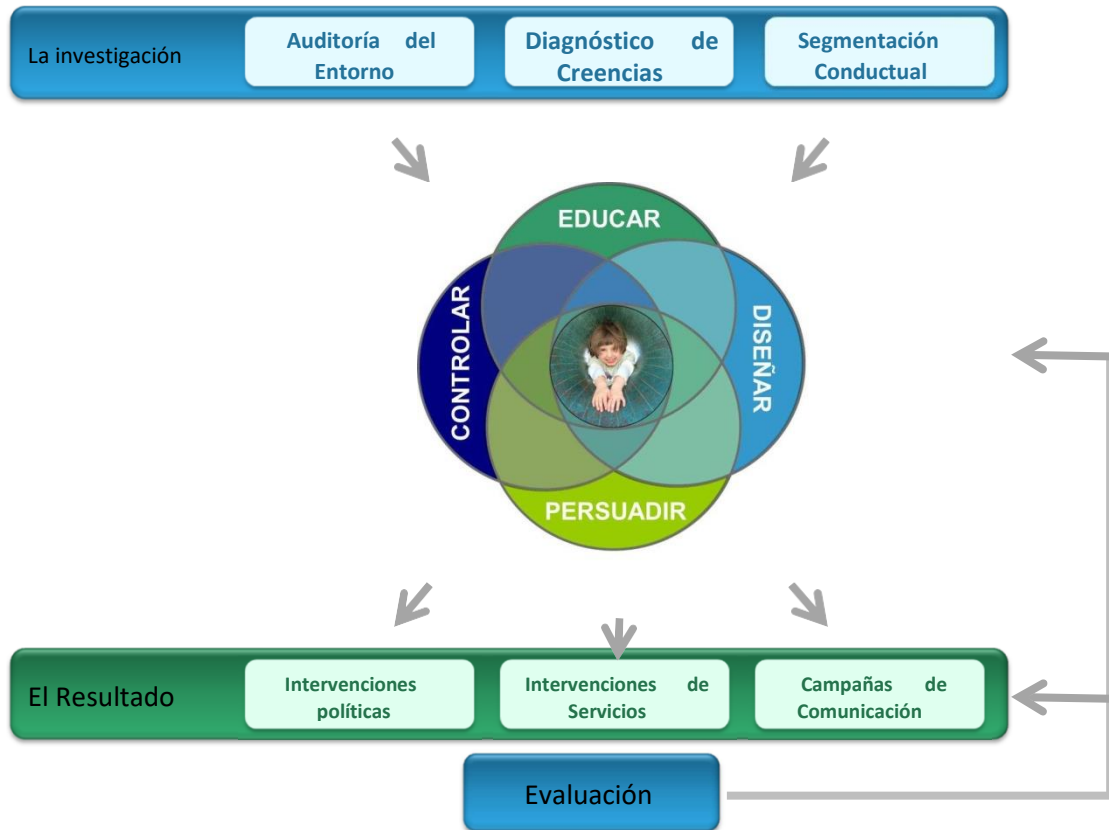 La investigación
Auditoría del
Entorno
Diagnóstico de
Creencias
Segmentación
Conductual
EDUCAR
CONTROLAR
DISEÑAR
PERSUADIR
El Resultado
Intervenciones
políticas
Intervenciones de
Servicios
Campañas de
Comunicación
Evaluación